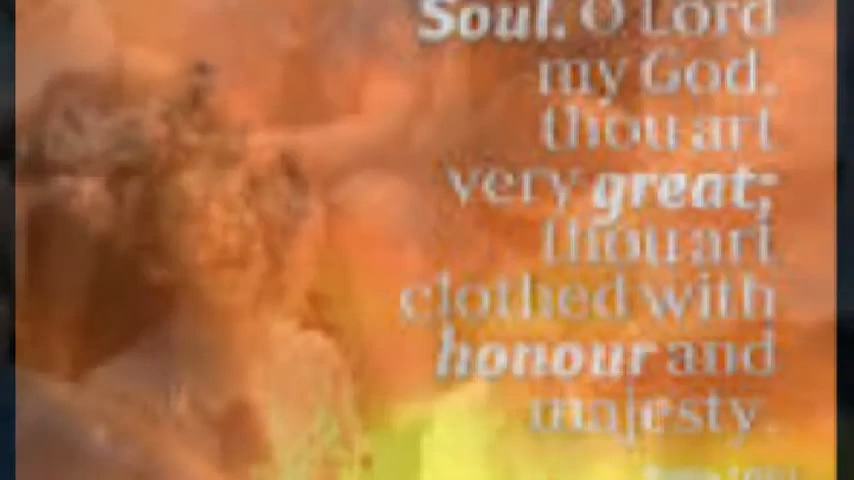 Soul. O Lord
my God,
thou art
very great;
thou art
clothed with
honour and
majesty.